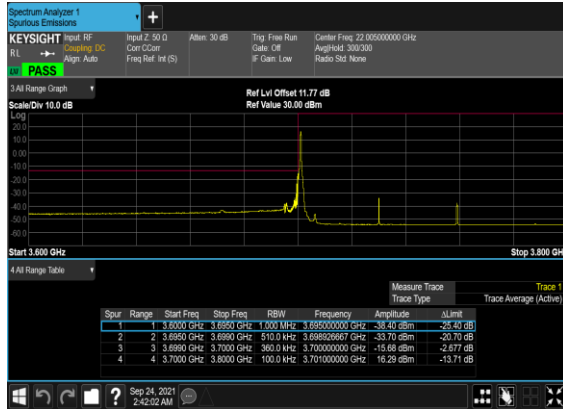 Spectrum Analyzer 1
Spurious Emissions
+
KEYSIGHT Input: RF Input Z: 50 Ω Atten: 30 dB Trig: Free Run Center Freq: 22.005000000 GHz
RL Coupling: DC Corr CCorr Gate: Off Avg|Hold: 300/300
Align: Auto Freq Ref: Int (S) IF Gain: Low Radio Std: None
PASS
3 All Range Graph Ref Lvl Offset 11.77 dB
Scale/Div 10.0 dB Ref Value 30.00 dBm
Log
20.0
10.0
0.00
-10.0
-20.0
-30.0
-40.0
-50.0
-60.0
Start 3.600 GHz Stop 3.800 GH
4 All Range Table
Measure Trace Trace 1
Trace Type Trace Average (Active)
Spur Range Start Freq Stop Freq RBW Frequency Amplitude ΔLimit
1 1 3.6000 GHz 3.6950 GHz 1.000 MHz 3.695000000 GHz -38.40 dBm -25.40 dB
2 2 3.6950 GHz 3.6990 GHz 510.0 kHz 3.698926667 GHz -33.70 dBm -20.70 dB
3 3 3.6990 GHz 3.7000 GHz 360.0 kHz 3.700000000 GHz -15.68 dBm -2.677 dB
4 4 3.7000 GHz 3.8000 GHz 100.0 kHz 3.701000000 GHz 16.29 dBm -13.71 dB
? Sep 24, 2021
2:42:02 AM